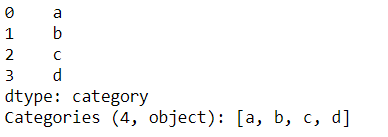 0    a
1    b
2    c
3    d
dtype: category
Categories (4, object): [a, b, c, d]